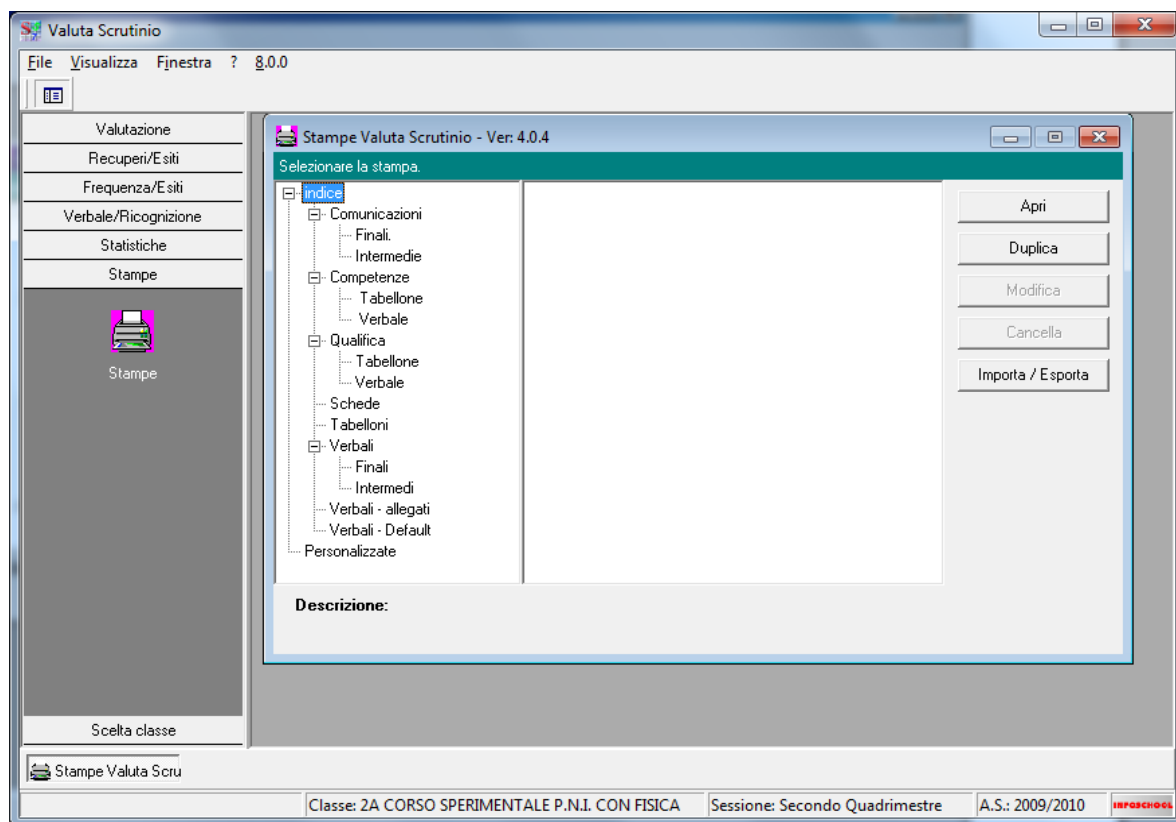 Valuta Scrutinio
File Visualizza Finestra ? 8.0.0
Valutazione
Recuperi/Esiti
Frequenza/Esiti
Verbale/Ricognizione
Statistiche
Stampe
Stampe
Scelta classe
Stampe Valuta Scrutinio - Ver: 4.0.4
Selezionare la stampa.
indice
Comunicazioni
Finali.
Intermedie
Competenze
Tabellone
Verbale
Qualifica
Tabellone
Verbale
Schede
Tabelloni
Verbali
Finali
Intermedi
Verbali - allegati
Verbali - Default
Personalizzate
Apri
Duplica
Modifica
Cancella
Importa / Esporta
Descrizione:
Stampe Valuta Scru
Classe: 2A CORSO SPERIMENTALE P.N.I. CON FISICA Sessione: Secondo Quadrimestre A.S.: 2009/2010 INFOSCHOOL